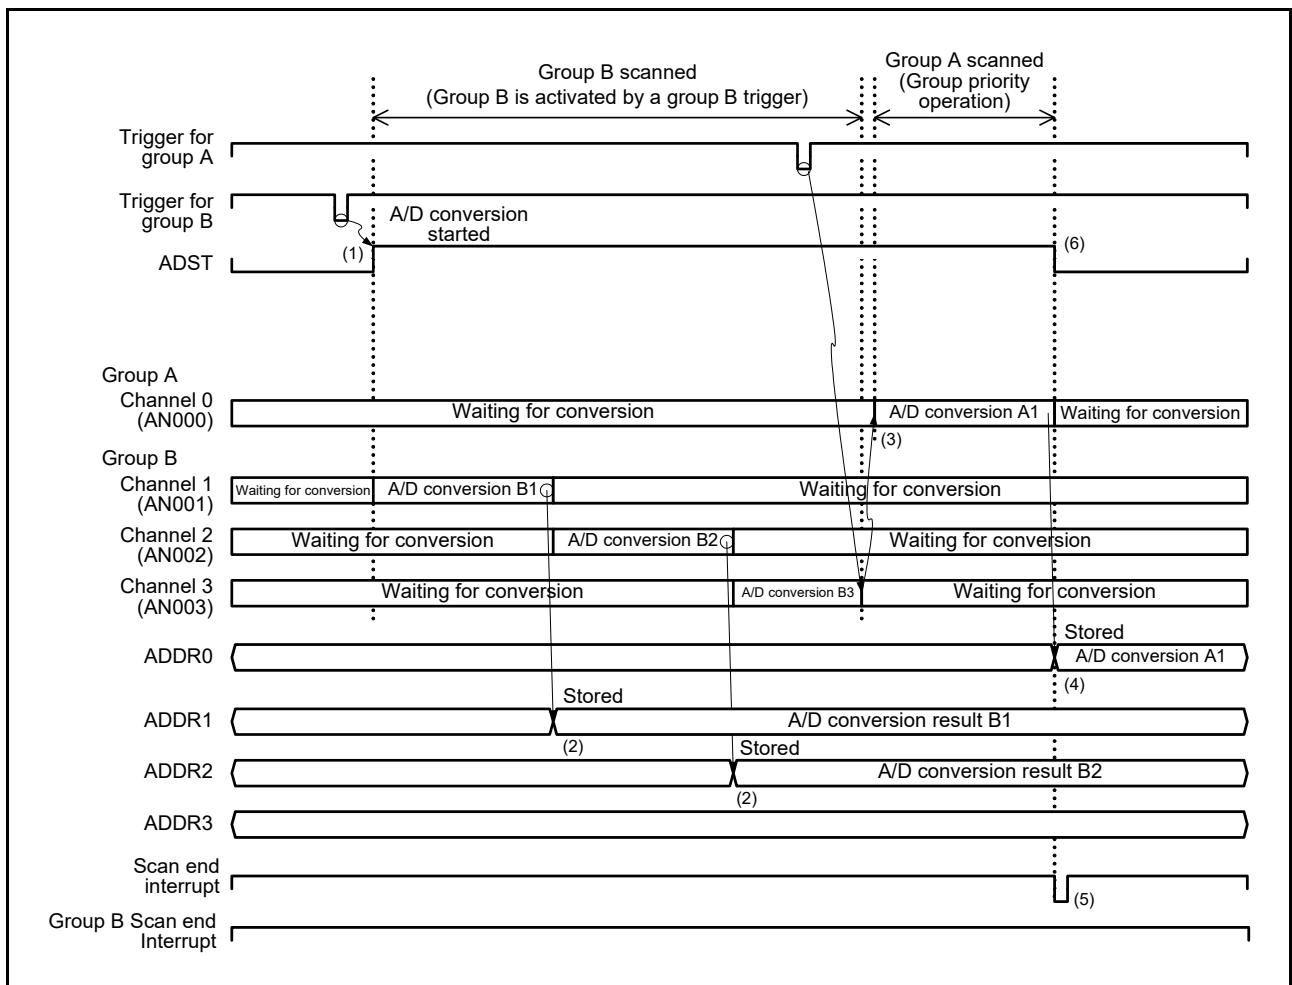 Group B scanned
(Group B is activated by a group B trigger)
Group A scanned
(Group priority
operation)
Trigger for
group A
Trigger for
group B
A/D conversion
started
(1)
(6)
ADST
Group A
Channel 0
(AN000)
Waiting for conversion
A/D conversion A1
Waiting for conversion
(3)
Group B
Channel 1
(AN001)
Waiting for conversion
A/D conversion B1
Waiting for conversion
Channel 2
(AN002)
Waiting for conversion
A/D conversion B2
Waiting for conversion
Channel 3
(AN003)
Waiting for conversion
A/D conversion B3
Waiting for conversion
Stored
ADDR0
A/D conversion A1
(4)
Stored
ADDR1
A/D conversion result B1
(2)
Stored
ADDR2
A/D conversion result B2
(2)
ADDR3
Scan end
interrupt
(5)
Group B Scan end
Interrupt